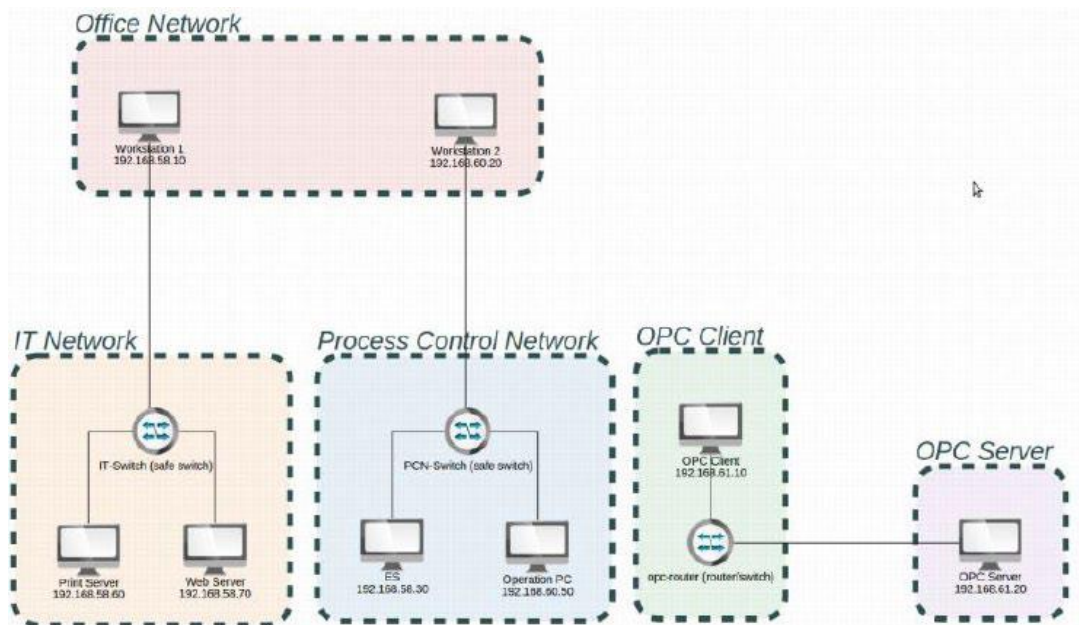 Office Network
Workstation 1
192.168.58.10
Workstation 2
192.168.60.20
IT Network
Process Control Network
OPC Client
OPC Server
IT-Switch (safe switch)
PCN-Switch (safe switch)
OPC Client
192.168.61.10
Print Server
192.168.58.60
Web Server
192.168.58.70
ES
192.168.58.30
Operation PC
192.168.60.50
opc-router (router/switch)
OPC Server
192.168.61.20